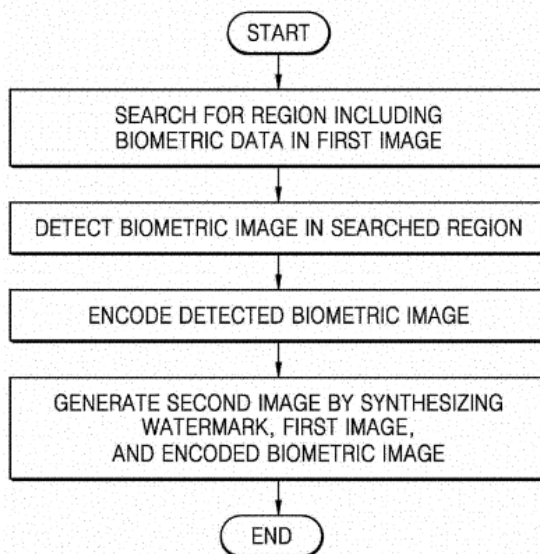 START
SEARCH FOR REGION INCLUDING
BIOMETRIC DATA IN FIRST IMAGE
DETECT BIOMETRIC IMAGE IN SEARCHED REGION
ENCODE DETECTED BIOMETRIC IMAGE
GENERATE SECOND IMAGE BY SYNTHESIZING
WATERMARK, FIRST IMAGE,
AND ENCODED BIOMETRIC IMAGE
END